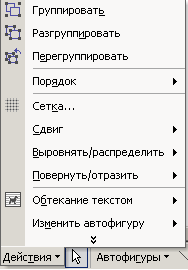 Группировать
Разгруппировать
Перегруппировать
Порядок
Сетка...
Сдвиг
Выровнять/распределить
Повернуть/отразить
Обтекание текстом
Изменить автофигуру
Действия
Автофигуры